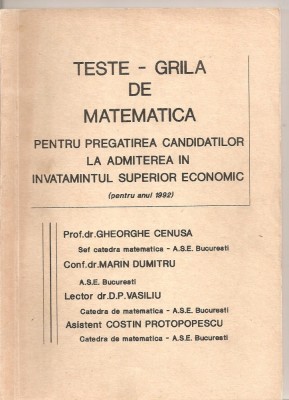 TESTE - GRILA
DE
MATEMATICA
PENTRU PREGATIREA CANDIDATILOR
LA ADMITEREA IN
INVATAMINTUL SUPERIOR ECONOMIC
(pentru anul 1992)
Prof.dr.GHEORGHE CENUSA
Sef catedra matematica - A.S.E. Bucuresti
Conf.dr.MARIN DUMITRU
A.S.E. Bucuresti
Lector dr.D.P.VASILIU
Catedra de matematica - A.S.E. Bucuresti
Asistent COSTIN PROTOPOPESCU
Catedra de matematica - A.S.E. Bucuresti